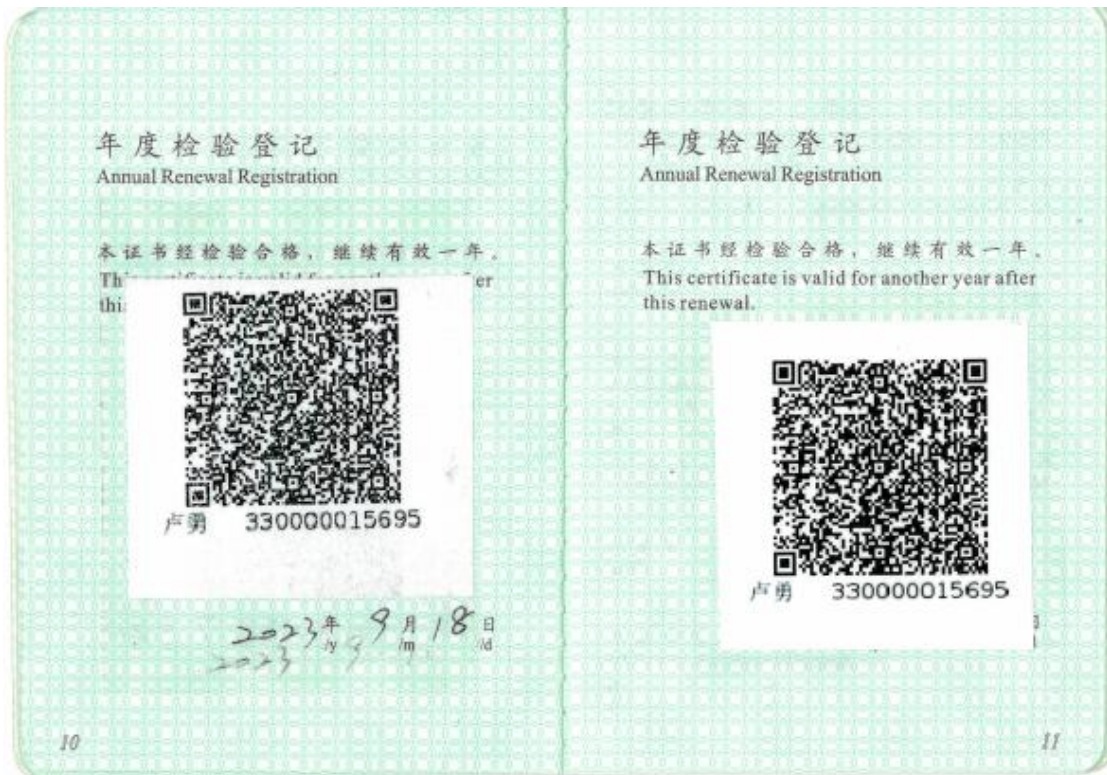 年度检验登记
Annual Renewal Registration
本证书经检验合格，继续有效一年。
卢勇 330000015695
2023年 9月18日
/y /m /d
10
年度检验登记
Annual Renewal Registration
本证书经检验合格，继续有效一年。
This certificate is valid for another year after
this renewal.
卢勇 330000015695
11